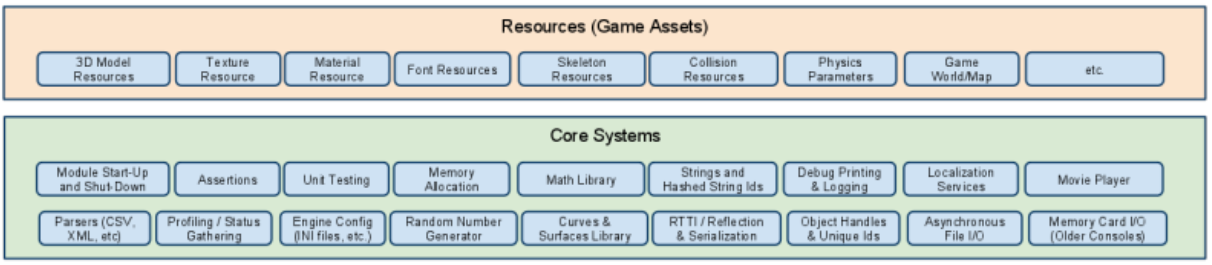 Resources (Game Assets)
3D Model
Resources
Texture
Resource
Material
Resource
Font Resources
Skeleton
Resources
Collision
Resources
Physics
Parameters
Game
World/Map
etc.
Core Systems
Module Start-Up
and Shut-Down
Assertions
Unit Testing
Memory
Allocation
Math Library
Strings and
Hashed String Ids
Debug Printing
& Logging
Localization
Services
Movie Player
Parsers (CSV,
XML, etc)
Profiling / Status
Gathering
Engine Config
(INI files, etc.)
Random Number
Generator
Curves &
Surfaces Library
RTTI / Reflection
& Serialization
Object Handles
& Unique Ids
Asynchronous
File I/O
Memory Card I/O
(Older Consoles)